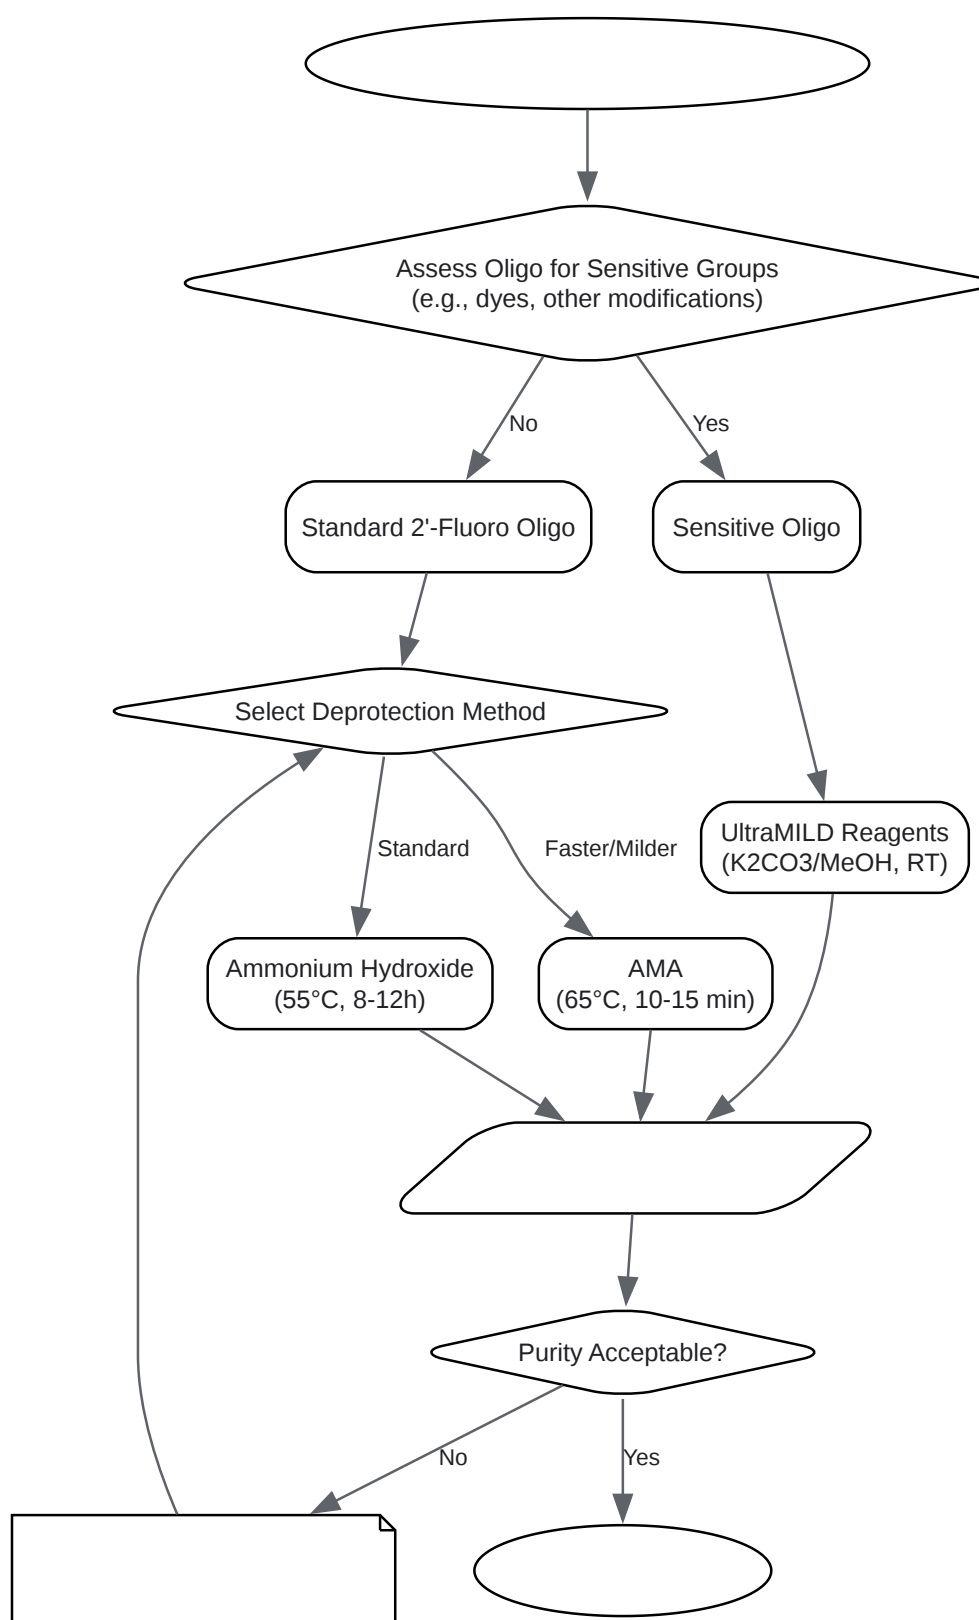 Assess Oligo for Sensitive Groups
(e.g., dyes, other modifications)
No
Yes
Standard 2'-Fluoro Oligo
Sensitive Oligo
Select Deprotection Method
Standard
Faster/Milder
UltraMILD Reagents
(K2CO3/MeOH, RT)
Ammonium Hydroxide
(55°C, 8-12h)
AMA
(65°C, 10-15 min)
Purity Acceptable?
No
Yes